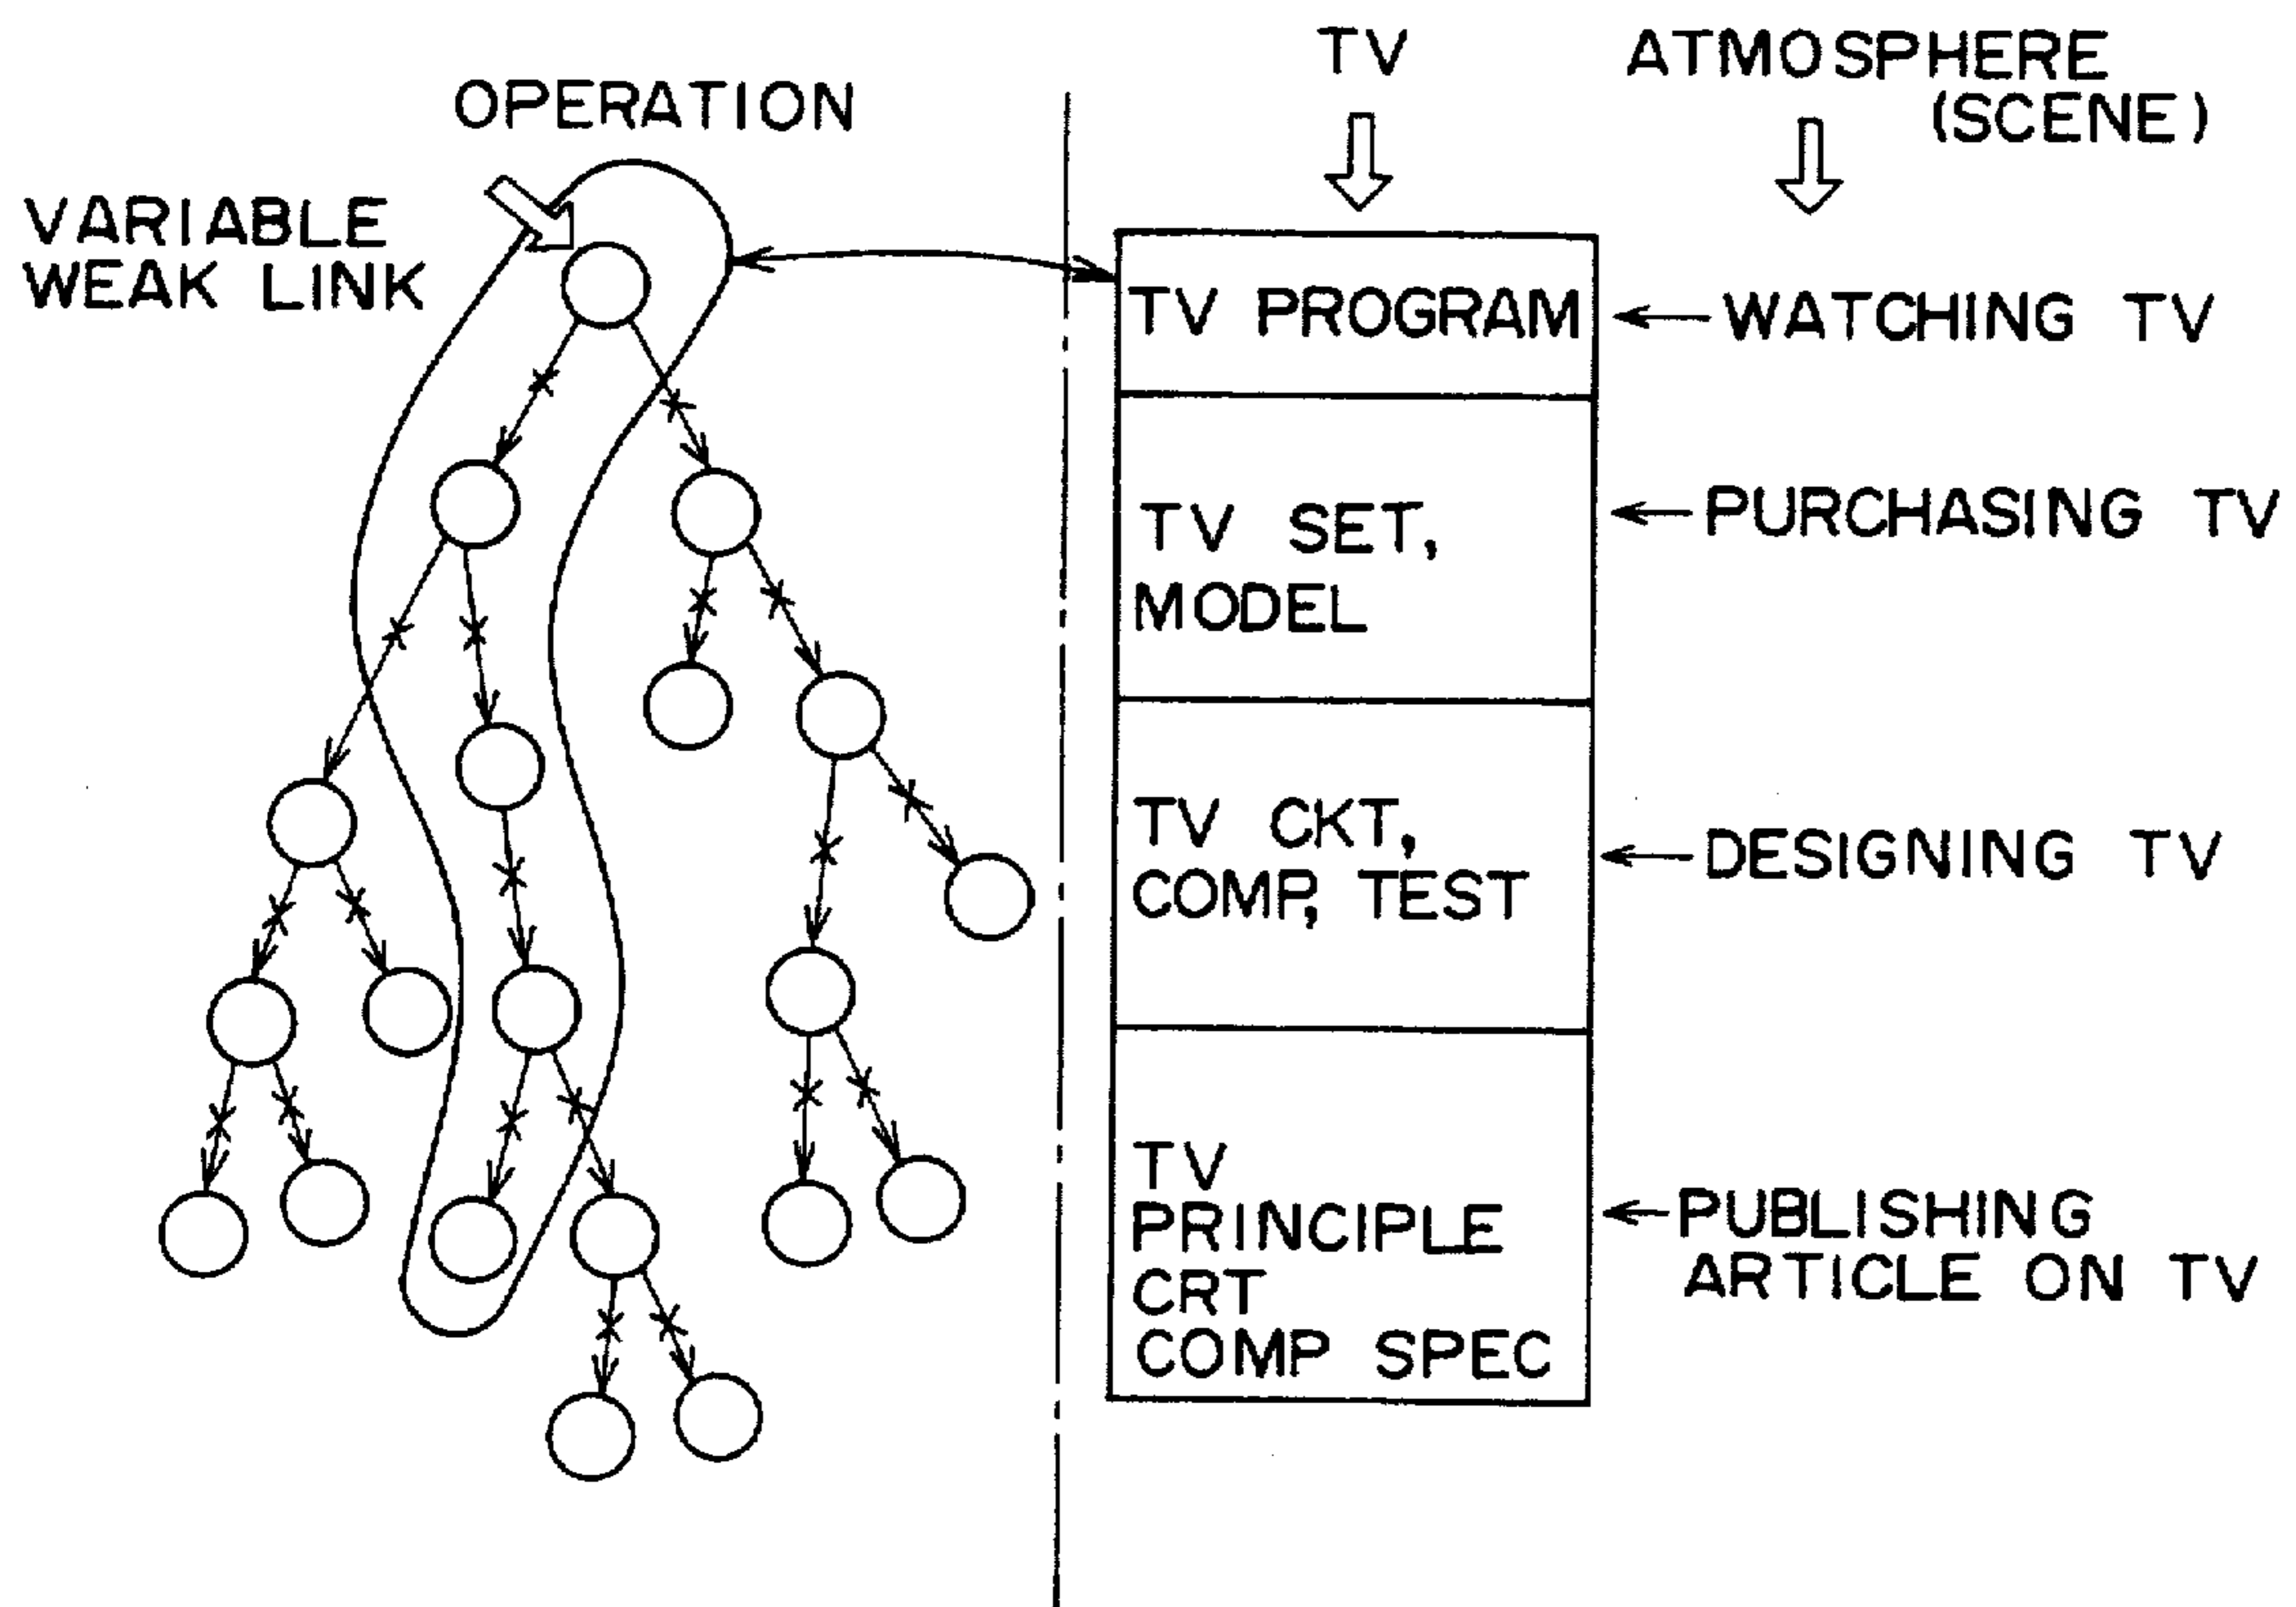 OPERATION
VARIABLE
WEAK LINK
TV
ATMOSPHERE
(SCENE)
TV PROGRAM
WATCHING TV
TV SET,
MODEL
PURCHASING TV
TV CKT,
COMP, TEST
DESIGNING TV
TV
PRINCIPLE
CRT
COMP SPEC
PUBLISHING
ARTICLE ON TV